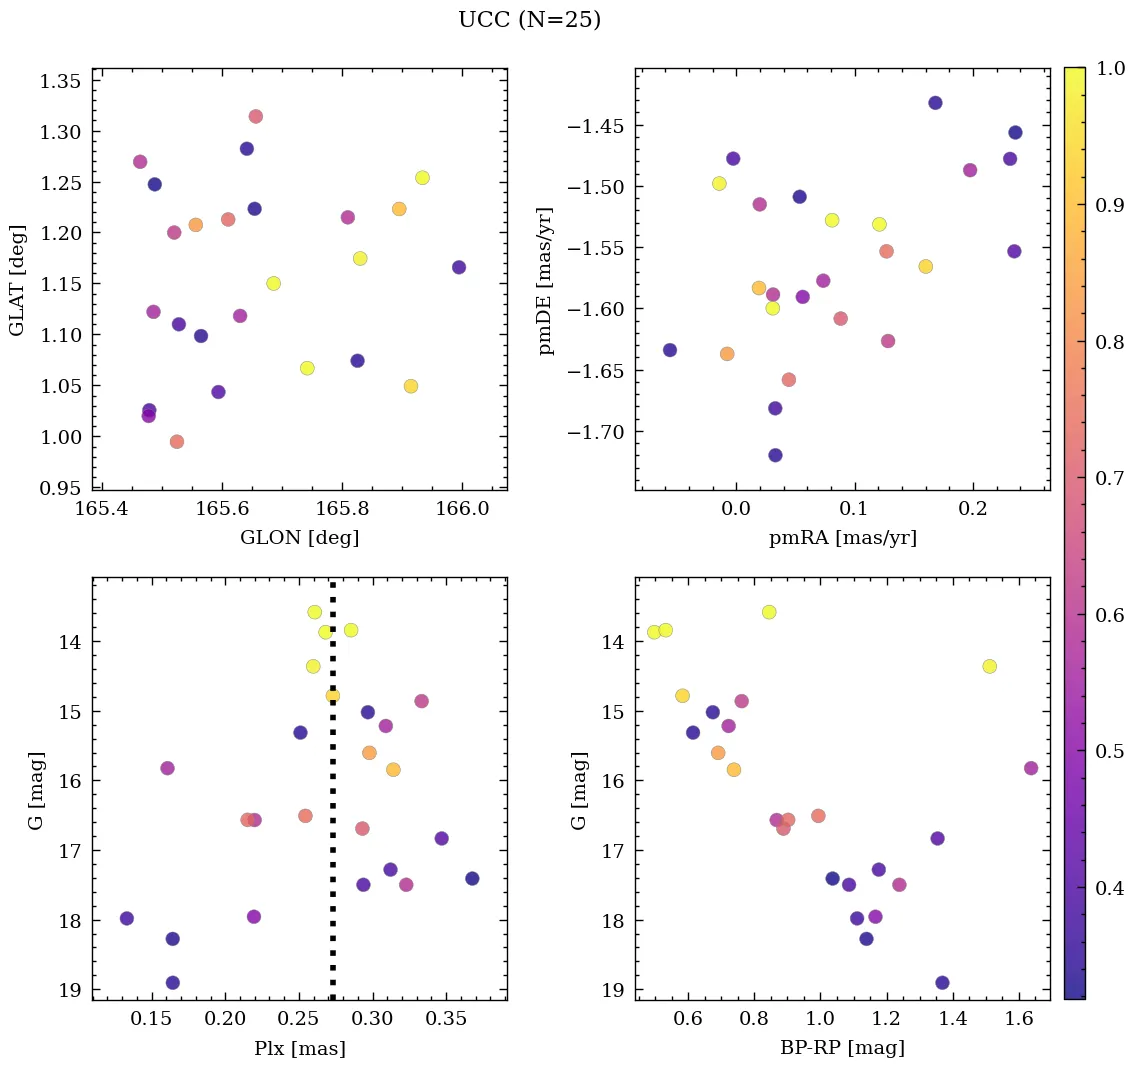 UCC (N=25)
1.35
1.30
1.25
1.20
1.15
1.10
1.05
1.00
0.95
GLAT [deg]
165.4 165.6 165.8 166.0
GLON [deg]
−1.45
−1.50
−1.55
−1.60
−1.65
−1.70
pmDE [mas/yr]
0.0 0.1 0.2
pmRA [mas/yr]
1.0
0.9
0.8
0.7
0.6
0.5
0.4
14
15
16
17
18
19
G [mag]
0.15 0.20 0.25 0.30 0.35
Plx [mas]
14
15
16
17
18
19
G [mag]
0.6 0.8 1.0 1.2 1.4 1.6
BP-RP [mag]